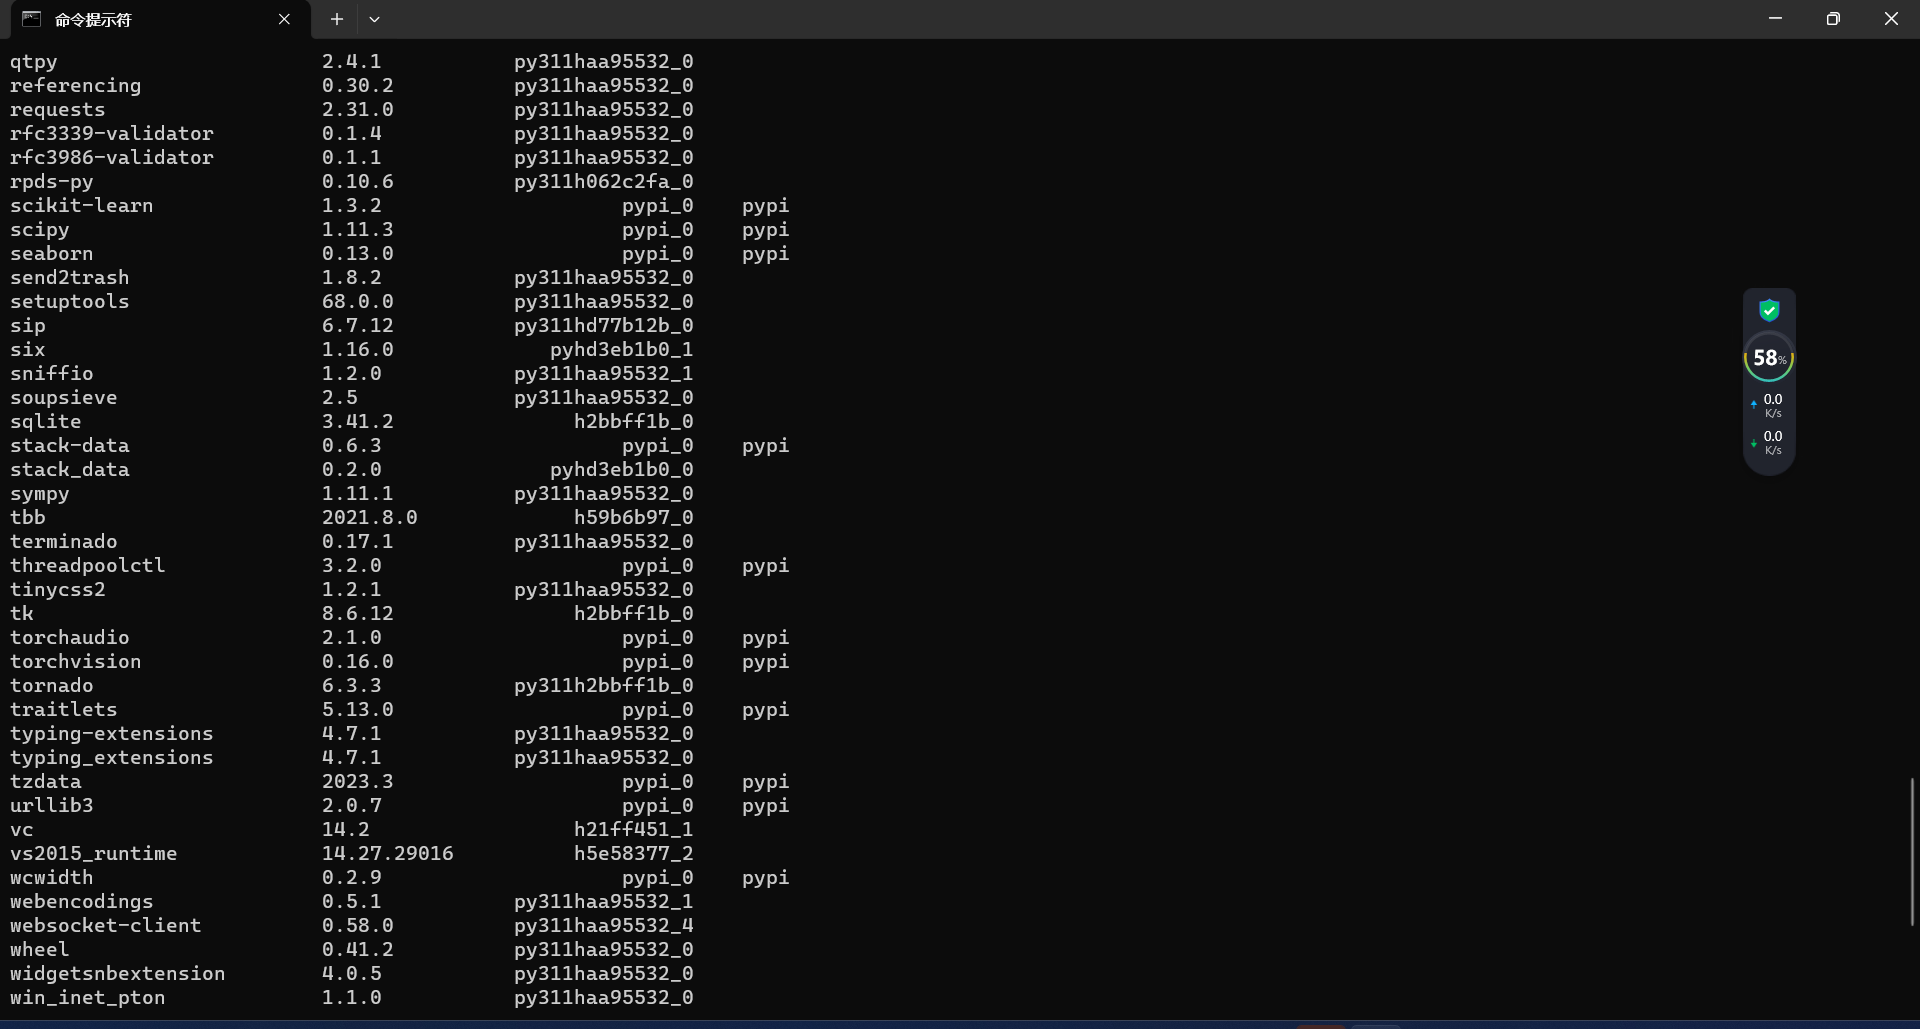 命令提示符
qtpy 2.4.1 py311haa95532_0
referencing 0.30.2 py311haa95532_0
requests 2.31.0 py311haa95532_0
rfc3339-validator 0.1.4 py311haa95532_0
rfc3986-validator 0.1.1 py311haa95532_0
rpds-py 0.10.6 py311h062c2fa_0
scikit-learn 1.3.2 pypi_0 pypi
scipy 1.11.3 pypi_0 pypi
seaborn 0.13.0 pypi_0 pypi
send2trash 1.8.2 py311haa95532_0
setuptools 68.0.0 py311haa95532_0
sip 6.7.12 py311hd77b12b_0
six 1.16.0 pyhd3eb1b0_1
sniffio 1.2.0 py311haa95532_1
soupsieve 2.5 py311haa95532_0
sqlite 3.41.2 h2bbff1b_0
stack-data 0.6.3 pypi_0 pypi
stack_data 0.2.0 pyhd3eb1b0_0
sympy 1.11.1 py311haa95532_0
tbb 2021.8.0 h59b6b97_0
terminado 0.17.1 py311haa95532_0
threadpoolctl 3.2.0 pypi_0 pypi
tinycss2 1.2.1 py311haa95532_0
tk 8.6.12 h2bbff1b_0
torchaudio 2.1.0 pypi_0 pypi
torchvision 0.16.0 pypi_0 pypi
tornado 6.3.3 py311h2bbff1b_0
traitlets 5.13.0 pypi_0 pypi
typing-extensions 4.7.1 py311haa95532_0
typing_extensions 4.7.1 py311haa95532_0
tzdata 2023.3 pypi_0 pypi
urllib3 2.0.7 pypi_0 pypi
vc 14.2 h21ff451_1
vs2015_runtime 14.27.29016 h5e58377_2
wcwidth 0.2.9 pypi_0 pypi
webencodings 0.5.1 py311haa95532_1
websocket-client 0.58.0 py311haa95532_4
wheel 0.41.2 py311haa95532_0
widgetsnbextension 4.0.5 py311haa95532_0
win_inet_pton 1.1.0 py311haa95532_0
58%
0.0
K/s
0.0
K/s